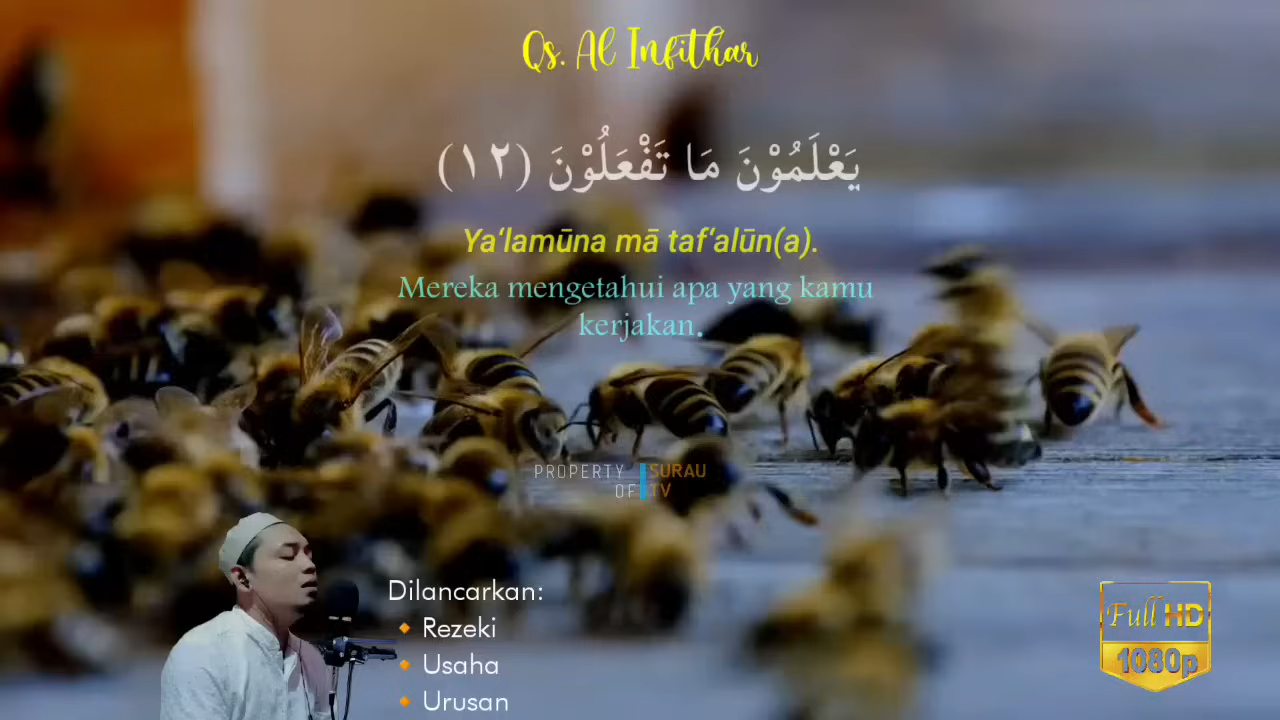 Qs. Al Infithar
يَعْلَمُوْنَ مَا تَفْعَلُوْنَ (١٢)
Ya‘lamūna mā taf‘alūn(a).
Mereka mengetahui apa yang kamu
kerjakan.
PROPERTY SURAU
OF TV
Dilancarkan:
🔸 Rezeki
🔸 Usaha
🔸 Urusan
Full HD
1080p